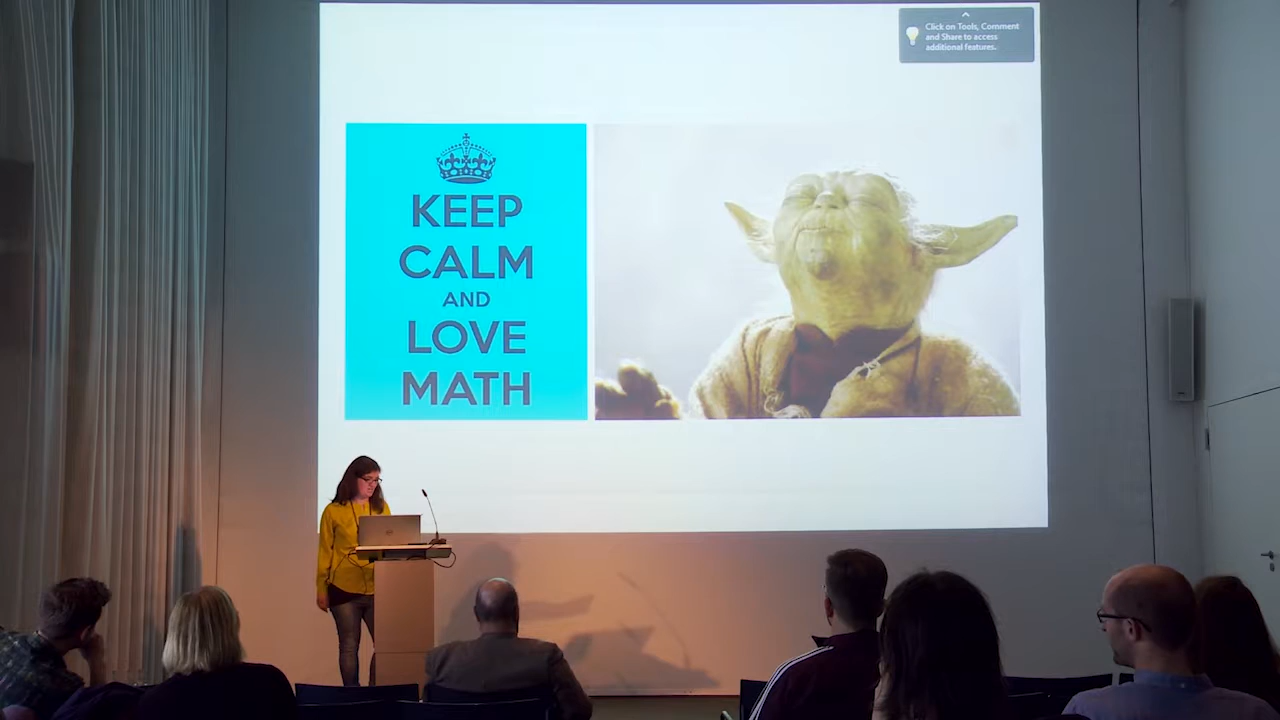 Click on Tools, Comment
and Share to access
additional features.
KEEP
CALM
AND
LOVE
MATH